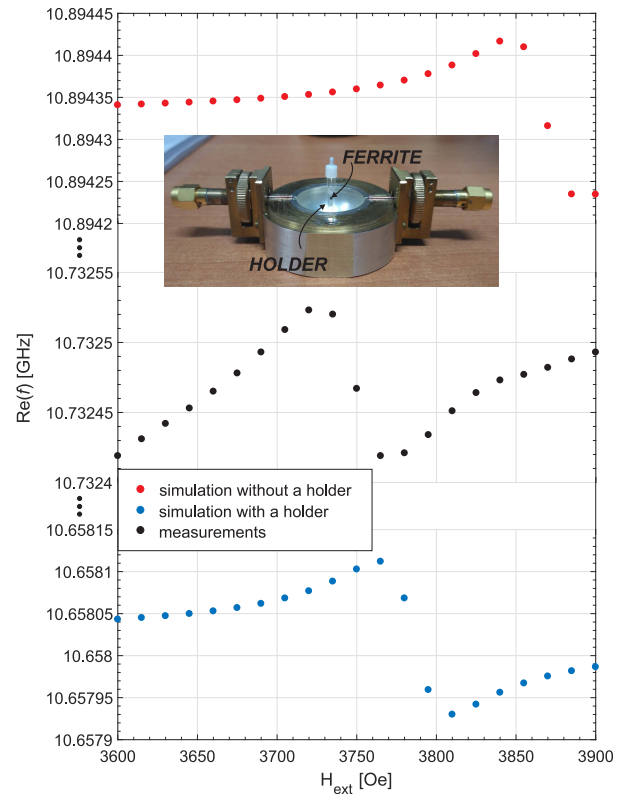 10.89445
10.8944
10.89435
10.8943
10.89425
10.8942
FERRITE
HOLDER
10.73255
10.7325
10.73245
10.7324
Re(f) [GHz]
simulation without a holder
simulation with a holder
measurements
10.65815
10.6581
10.65805
10.658
10.65795
10.6579
3600 3650 3700 3750 3800 3850 3900
H_ext [Oe]